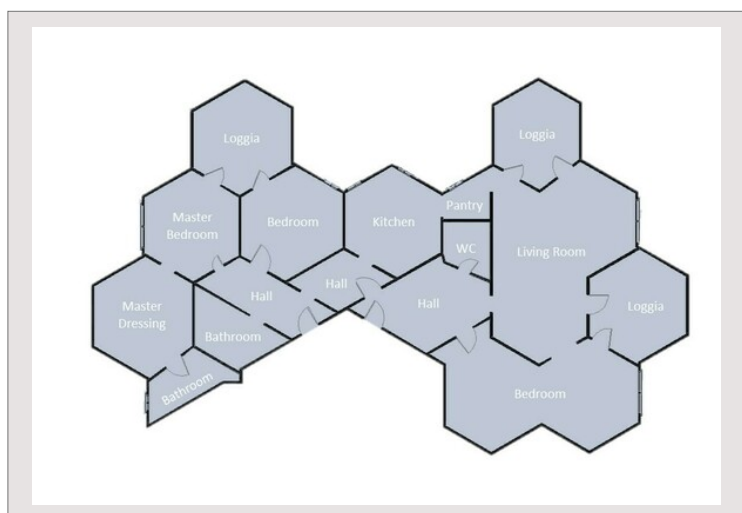 Loggia
Loggia
Pantry
Master
Bedroom
Bedroom
Kitchen
WC
Living Room
Hall
Master
Dressing
Hall
Hall
Loggia
Bathroom
Bathroom
Bedroom